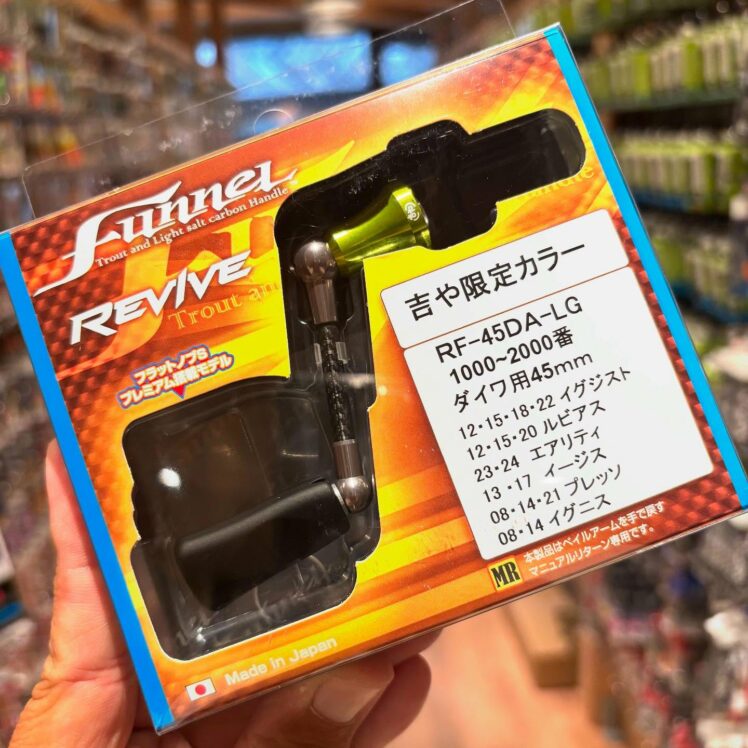 Funnel
Trout and Light salt carbon Handle
REVIVE
Trout an
フラットノブS
プレミアム搭載モデル
吉や限定カラー
RF-45DA-LG
1000~2000番
ダイワ用45mm
12・15・18・22 イグジスト
12・15・20 ルビアス
23・24 エアリティ
13・17 イージス
08・14・21 プレッソ
08・14 イグニス
MR
本製品はベイルアームを手で戻す
マニュアルリターン専用です。
Made in Japan